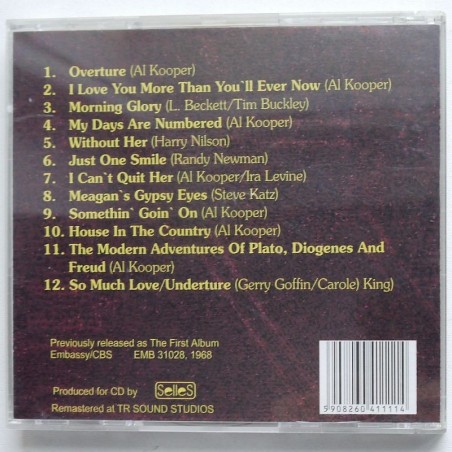 1. Overture (Al Kooper)
2. I Love You More Than You`ll Ever Now (Al Kooper)
3. Morning Glory (L. Beckett/Tim Buckley)
4. My Days Are Numbered (Al Kooper)
5. Without Her (Harry Nilson)
6. Just One Smile (Randy Newman)
7. I Can`t Quit Her (Al Kooper/Ira Levine)
8. Meagan`s Gypsy Eyes (Steve Katz)
9. Somethin` Goin` On (Al Kooper)
10. House In The Country (Al Kooper)
11. The Modern Adventures Of Plato, Diogenes And
Freud (Al Kooper)
12. So Much Love/Underture (Gerry Goffin/Carole) King)
Previously released as The First Album
Embassy/CBS EMB 31028, 1968
Produced for CD by SelleS
Remastered at TR SOUND STUDIOS
5 908260 411114